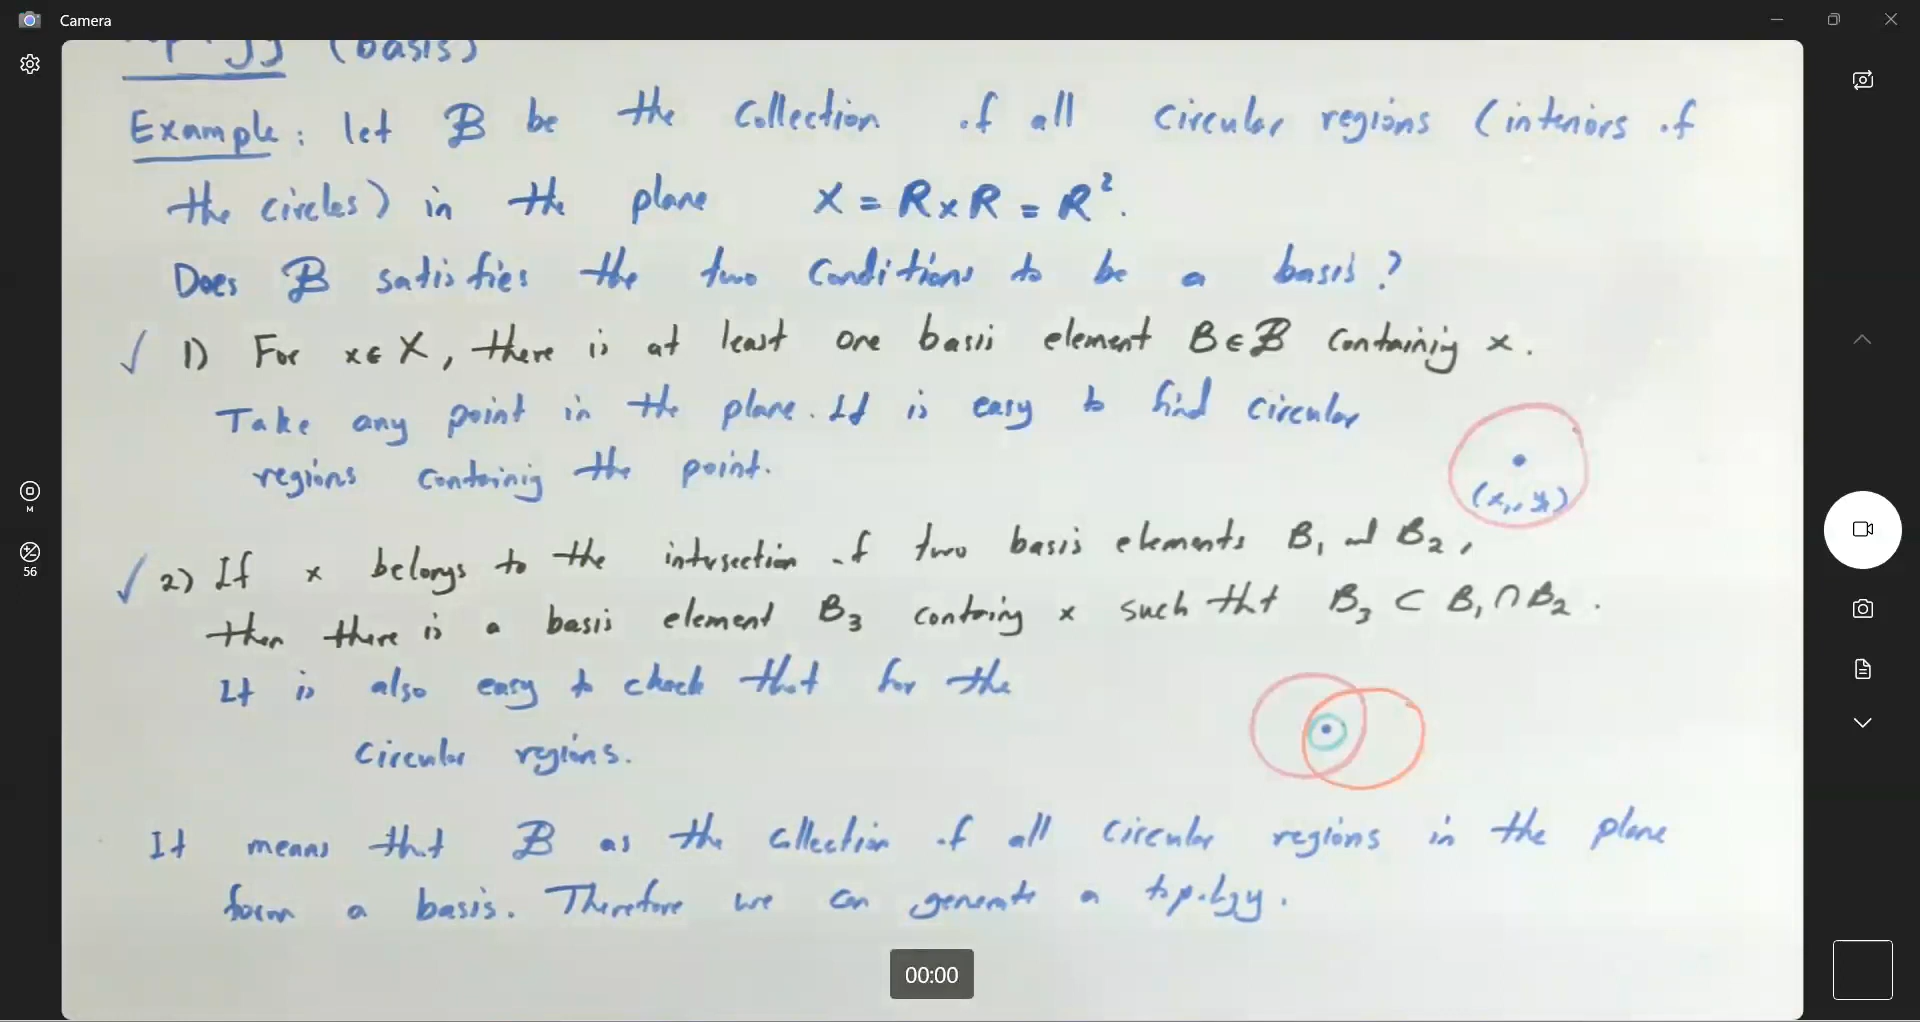 Camera
(basis)
Example: let B be the collection of all circular regions (interiors of
the circles) in the plane X = R x R = R².
Does B satisfies the two conditions to be a basis?
✓ 1) For x ∈ X, there is at least one basis element B ∈ B containing x.
Take any point in the plane. It is easy to find circular
regions containing the point.
(x₁, y₁)
✓ 2) If x belongs to the intersection of two basis elements B₁ and B₂,
then there is a basis element B₃ containing x such that B₃ ⊂ B₁ ∩ B₂.
It is also easy to check that for the
circular regions.
It means that B as the collection of all circular regions in the plane
form a basis. Therefore we can generate a topology.
M
56
00:00